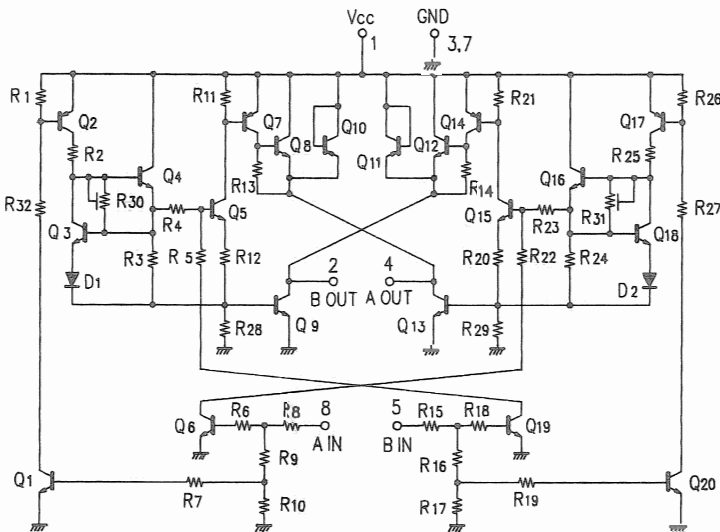 Vcc GND
1 3,7
R1 R11 R21 R26
Q2 Q7 Q10 Q12 Q14 Q17
Q8 Q11
R2 R25
Q4 R13 R14 Q16
R32 R30 R4 Q5 Q15 R23 R31 R27
Q3 Q18
R3 R5 R12 R20 R22 R24
D1 2 4 D2
B OUT A OUT
R28 Q9 Q13 R29
Q6 R6 R8 8 5 R15 R18 Q19
A IN B IN
R9 R16
Q1 R7 R10 R17 R19 Q20